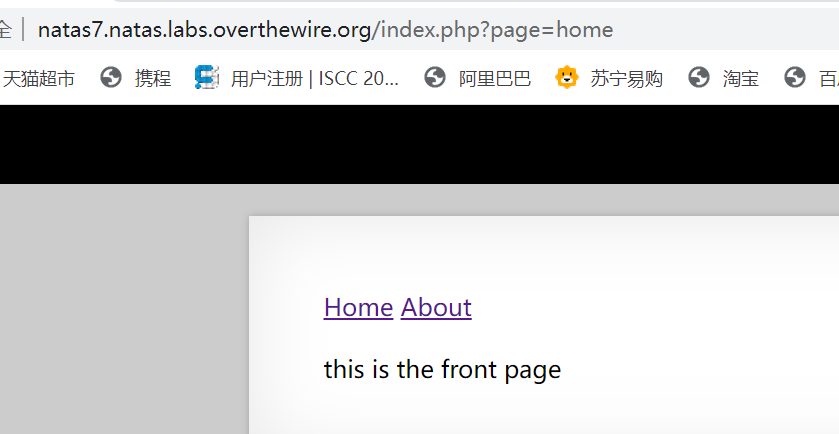 全 natas7.natas.labs.overthewire.org/index.php?page=home
天猫超市 携程 用户注册 | ISCC 20... 阿里巴巴 苏宁易购 淘宝
Home About
this is the front page